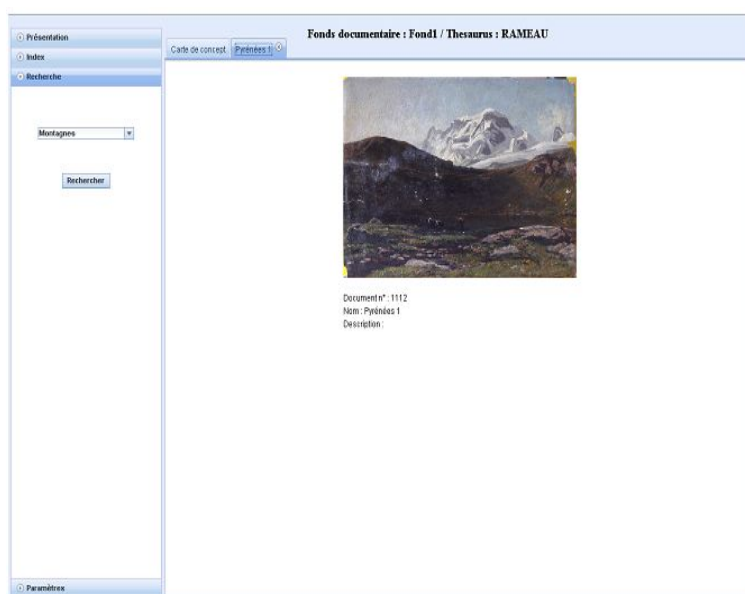 Fonds documentaire : Fond1 / Thesaurus : RAMEAU
Présentation
Index
Recherche
Montagnes
Rechercher
Paramètres
Carte de concept
Pyrénées 1
Document n° : 1112
Nom : Pyrénées 1
Description :